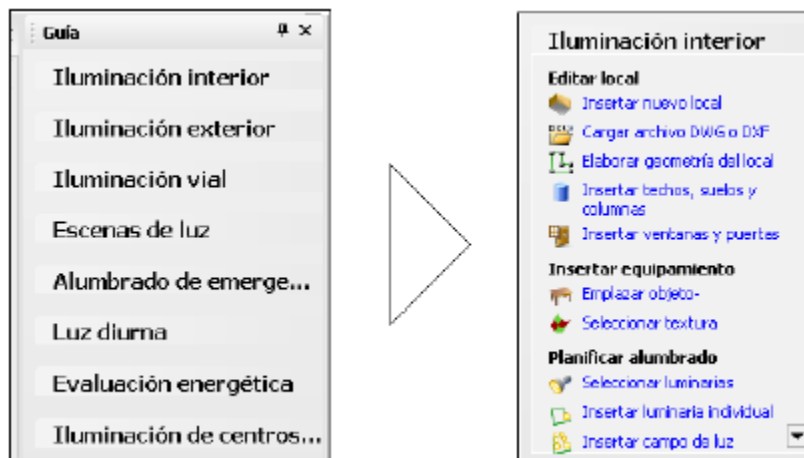 Guía
Iluminación interior
Iluminación exterior
Iluminación vial
Escenas de luz
Alumbrado de emerge...
Luz diurna
Evaluación energética
Iluminación de centros...
Iluminación interior
Editar local
Insertar nuevo local
Cargar archivo DWG o DXF
Elaborar geometría del local
Insertar techos, suelos y
columnas
Insertar ventanas y puertas
Insertar equipamiento
Emplazar objeto-
Seleccionar textura
Planificar alumbrado
Seleccionar luminarias
Insertar luminaria individual
Insertar campo de luz